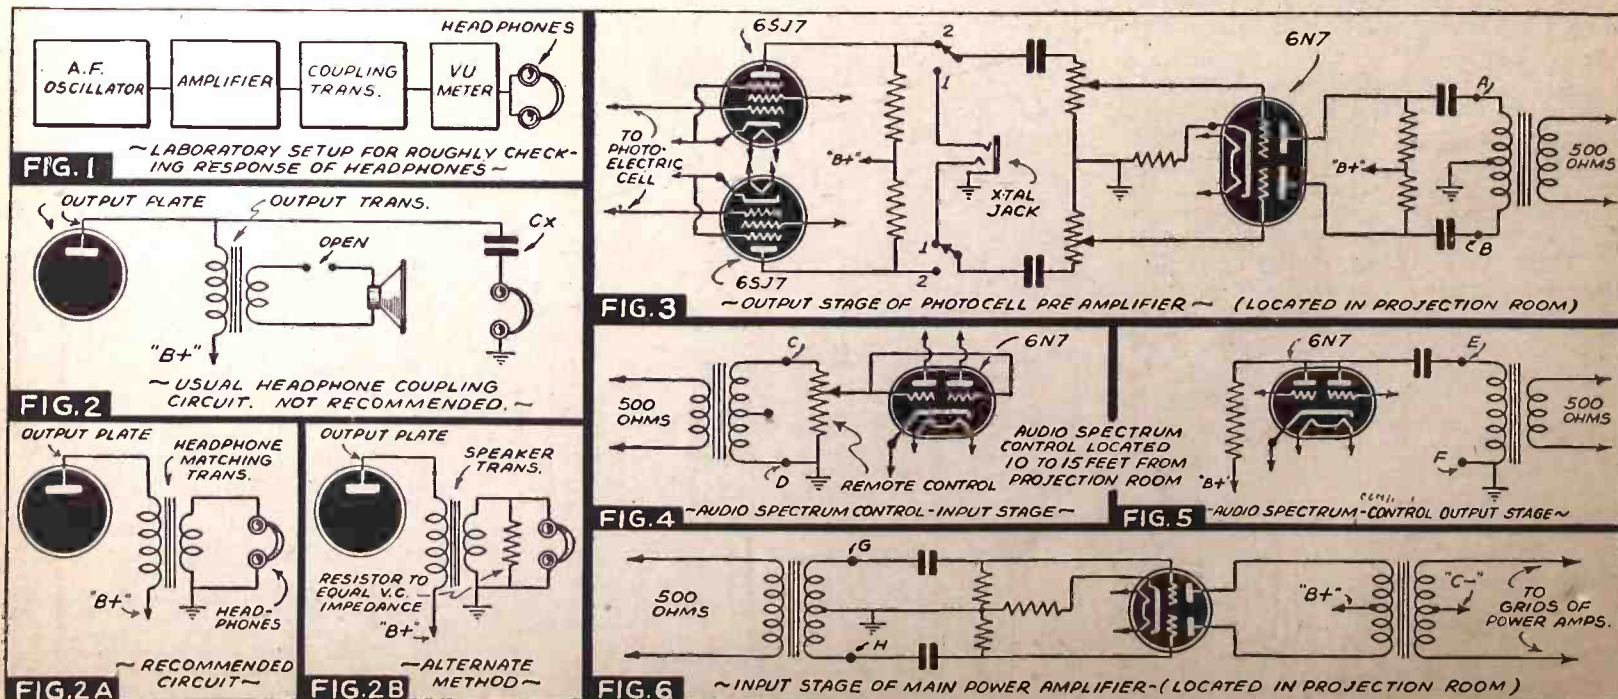 HEADPHONES
A.F.
OSCILLATOR
AMPLIFIER
COUPLING
TRANS.
VU
METER
FIG. 1
~LABORATORY SETUP FOR ROUGHLY CHECK-
ING RESPONSE OF HEADPHONES~
OUTPUT PLATE
OUTPUT TRANS.
OPEN
CX
"B+"
FIG.2
~USUAL HEADPHONE COUPLING
CIRCUIT. NOT RECOMMENDED.~
OUTPUT PLATE
HEADPHONE
MATCHING
TRANS.
"B+"
HEAD-
PHONES
FIG.2A
~RECOMMENDED
CIRCUIT~
OUTPUT PLATE
SPEAKER
TRANS.
RESISTOR TO
EQUAL V.C.
IMPEDANCE
"B+"
FIG.2B
~ALTERNATE
METHOD~
6SJ7
2
6N7
1
A
TO
PHOTO-
ELECTRIC
CELL
"B+"
X-TAL
JACK
"B+"
500
OHMS
1
2
B
6SJ7
FIG.3
~OUTPUT STAGE OF PHOTOCELL PRE AMPLIFIER~ (LOCATED IN PROJECTION ROOM)
C
6N7
500
OHMS
D
REMOTE CONTROL
AUDIO SPECTRUM
CONTROL LOCATED
10 TO 15 FEET FROM
PROJECTION ROOM
FIG.4
~AUDIO SPECTRUM CONTROL-INPUT STAGE~
6N7
E
500
OHMS
F
"B+"
FIG.5
~AUDIO SPECTRUM-CONTROL OUTPUT STAGE~
G
500
OHMS
H
"B+"
"C-"
TO
GRIDS OF
POWER AMPS.
FIG.6
~INPUT STAGE OF MAIN POWER AMPLIFIER-(LOCATED IN PROJECTION ROOM)